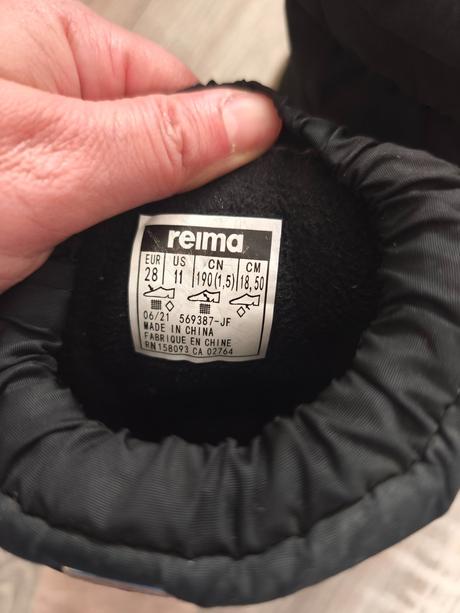 reima
EUR US CN CM
28 11 190(1,5) 18,50
06/21 569387-JF
MADE IN CHINA
FABRIQUE EN CHINE
RN158093 CA 02764